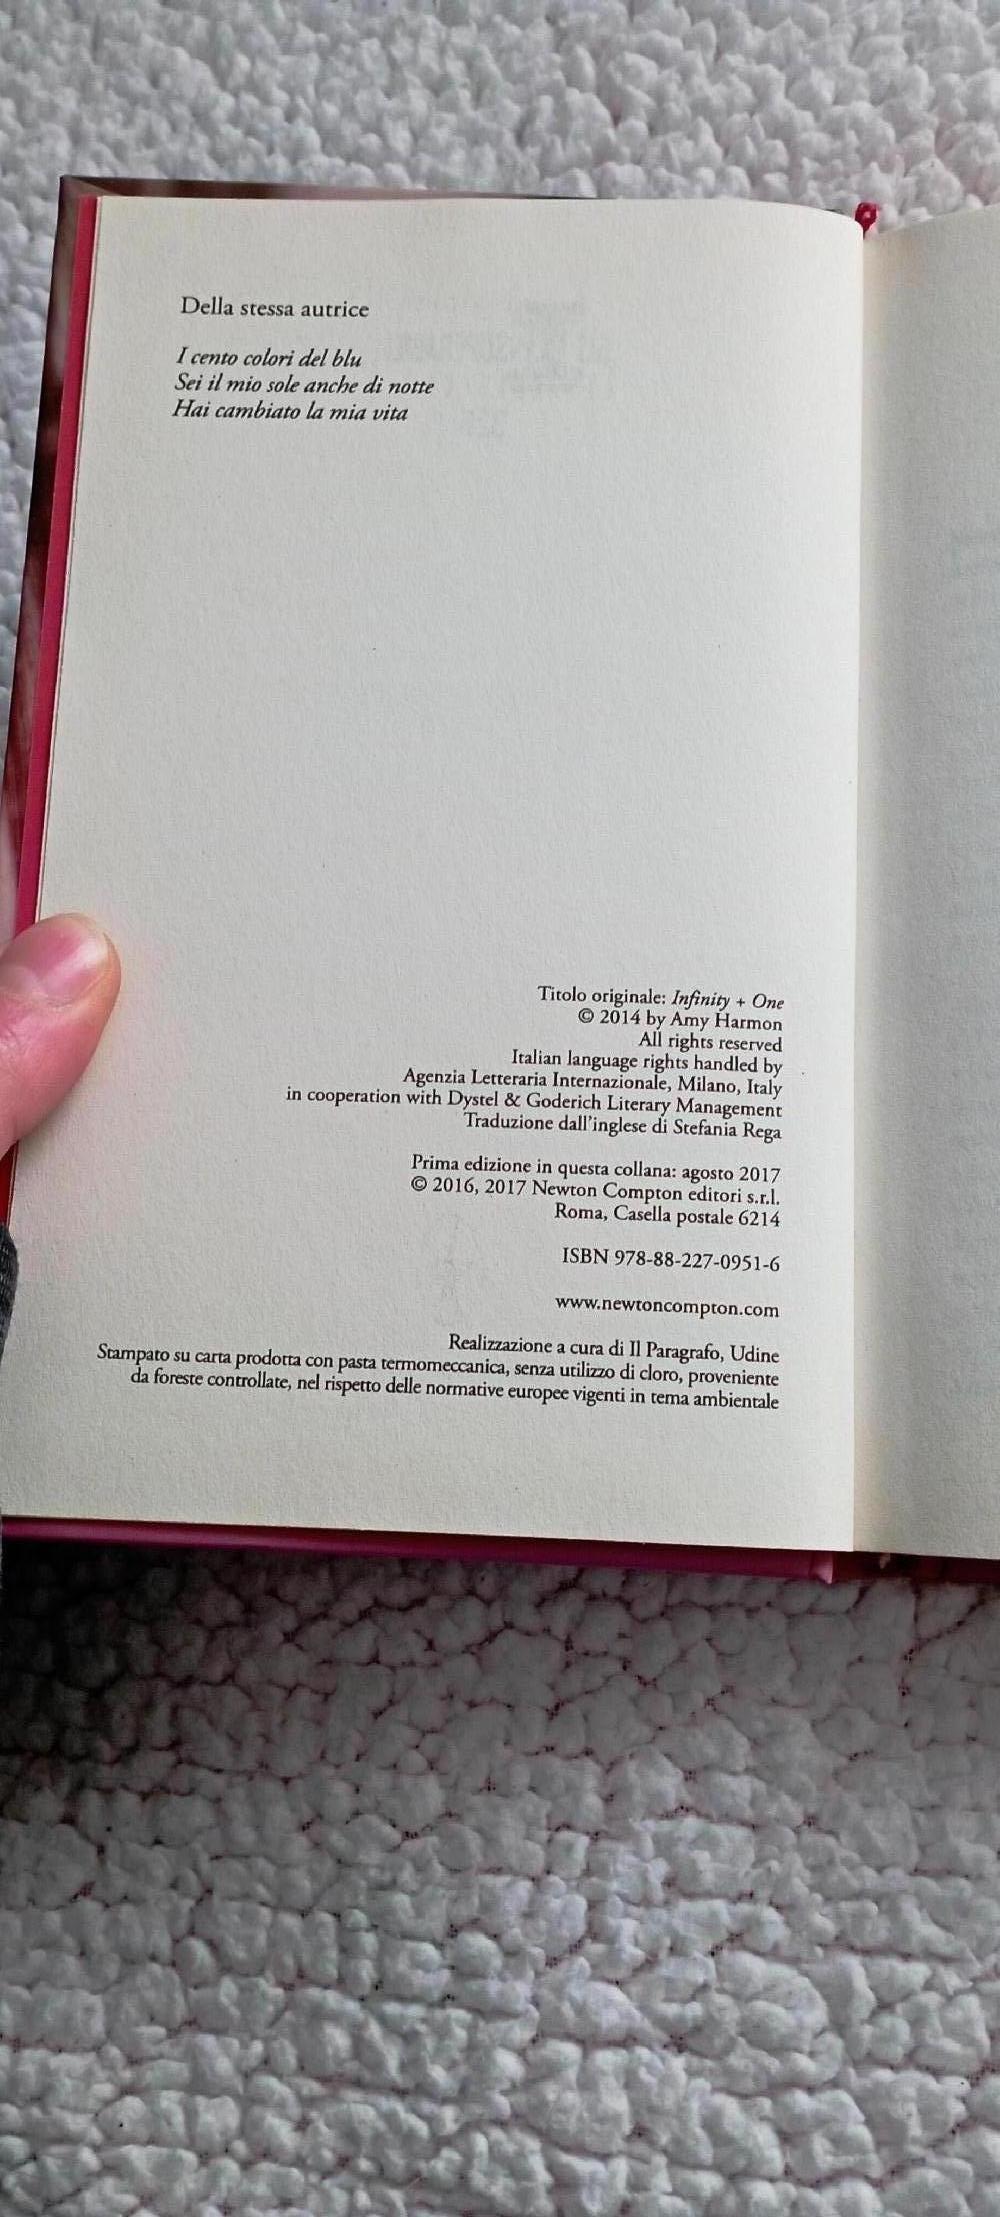 Della stessa autrice
I cento colori del blu
Sei il mio sole anche di notte
Hai cambiato la mia vita
Titolo originale: Infinity + One
© 2014 by Amy Harmon
All rights reserved
Italian language rights handled by
Agenzia Letteraria Internazionale, Milano, Italy
in cooperation with Dystel & Goderich Literary Management
Traduzione dall'inglese di Stefania Rega
Prima edizione in questa collana: agosto 2017
© 2016, 2017 Newton Compton editori s.r.l.
Roma, Casella postale 6214
ISBN 978-88-227-0951-6
www.newtoncompton.com
Realizzazione a cura di Il Paragrafo, Udine
Stampato su carta prodotta con pasta termomeccanica, senza utilizzo di cloro, proveniente
da foreste controllate, nel rispetto delle normative europee vigenti in tema ambientale